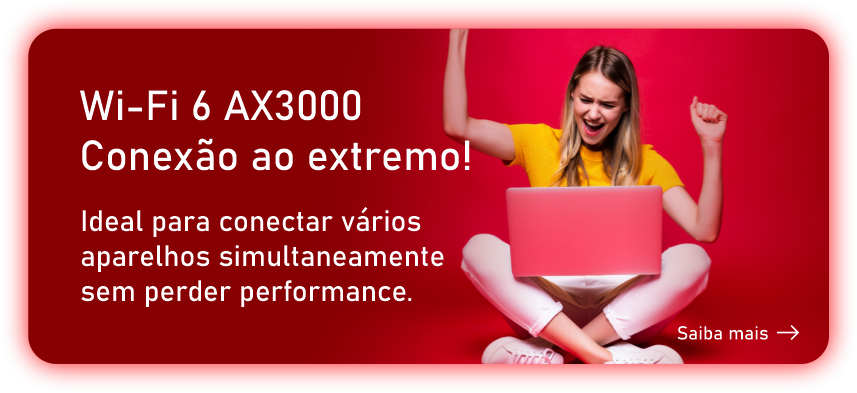 Wi-Fi 6 AX3000
Conexão ao extremo!
Ideal para conectar vários
aparelhos simultaneamente
sem perder performance.
Saiba mais →